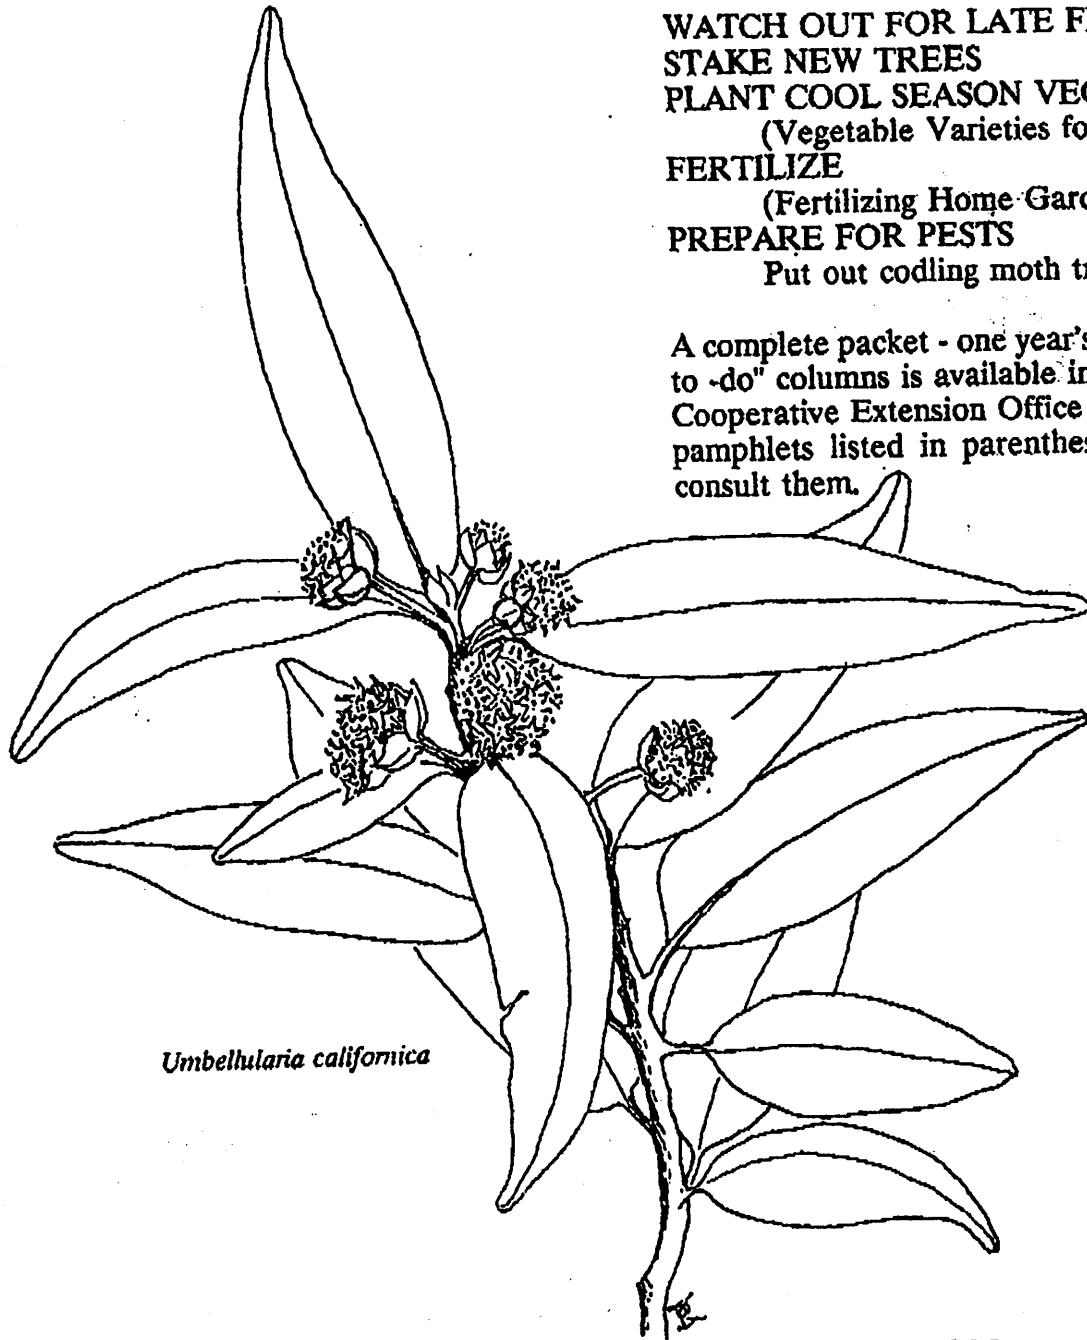 WATCH OUT FOR LATE
STAKE NEW TREES
PLANT COOL SEASON
(Vegetable Varieties
FERTILIZE
(Fertilizing Home
PREPARE FOR PESTS
Put out codling moth
A complete packet - one year's
to -do" columns is available
Cooperative Extension Office
pamphlets listed in
consult them.
Umbellularia californica